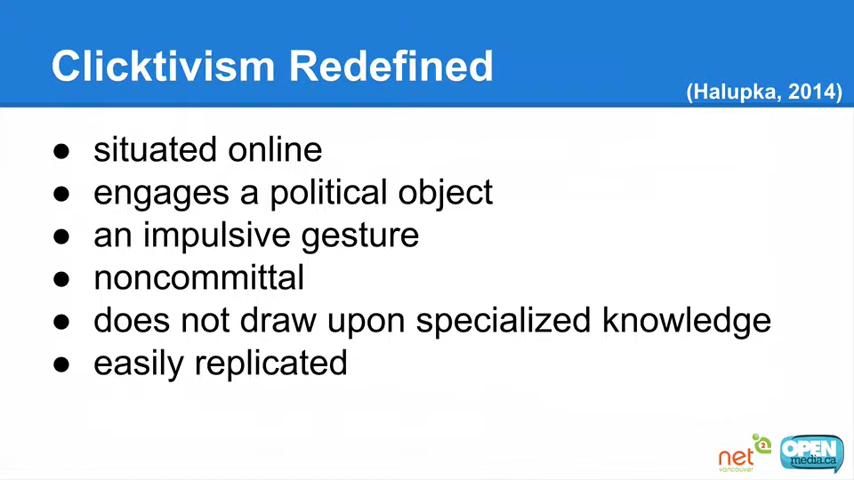 Clicktivism Redefined
(Halupka, 2014)
● situated online
● engages a political object
● an impulsive gesture
● noncommittal
● does not draw upon specialized knowledge
● easily replicated
net2
vancouver
OPEN
media.ca